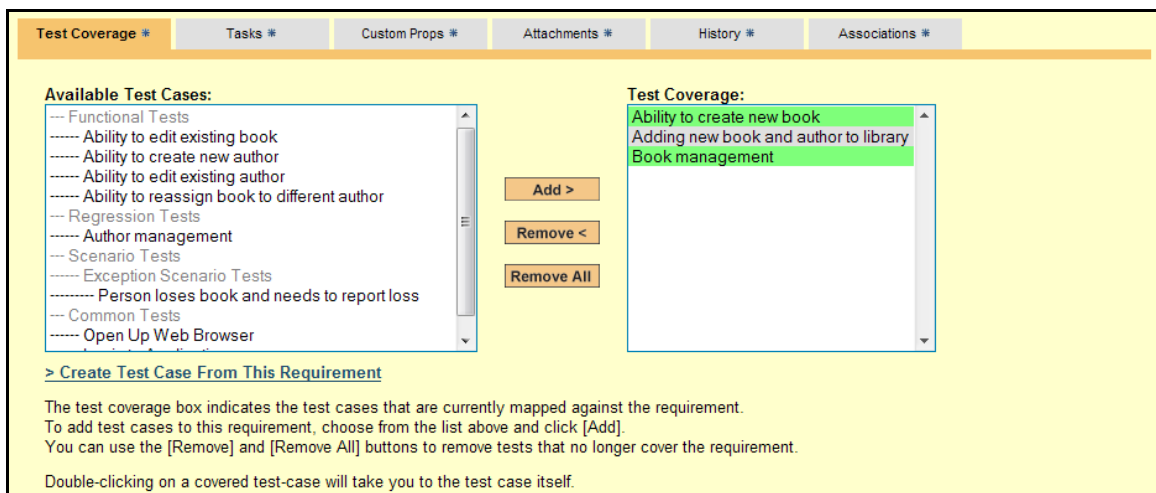 Test Coverage * Tasks * Custom Props * Attachments * History * Associations *
Available Test Cases:
--- Functional Tests
------ Ability to edit existing book
------ Ability to create new author
------ Ability to edit existing author
------ Ability to reassign book to different author
--- Regression Tests
------ Author management
--- Scenario Tests
------ Exception Scenario Tests
--------- Person loses book and needs to report loss
--- Common Tests
------ Open Up Web Browser
Add >
Remove <
Remove All
Test Coverage:
Ability to create new book
Adding new book and author to library
Book management
> Create Test Case From This Requirement
The test coverage box indicates the test cases that are currently mapped against the requirement.
To add test cases to this requirement, choose from the list above and click [Add].
You can use the [Remove] and [Remove All] buttons to remove tests that no longer cover the requirement.
Double-clicking on a covered test-case will take you to the test case itself.